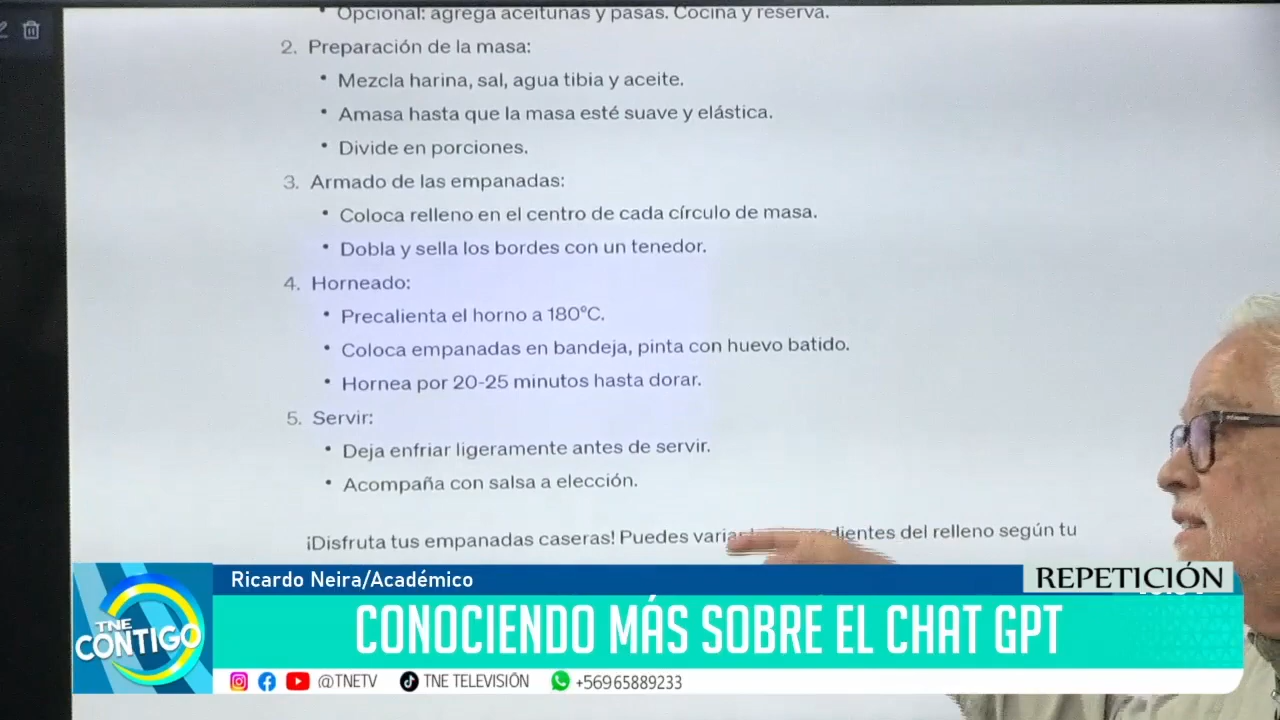 Opcional: agrega aceitunas y pasas. Cocina y reserva.
2. Preparación de la masa:
• Mezcla harina, sal, agua tibia y aceite.
• Amasa hasta que la masa esté suave y elástica.
• Divide en porciones.
3. Armado de las empanadas:
• Coloca relleno en el centro de cada círculo de masa.
• Dobla y sella los bordes con un tenedor.
4. Horneado:
• Precalienta el horno a 180°C.
• Coloca empanadas en bandeja, pinta con huevo batido.
• Hornea por 20-25 minutos hasta dorar.
5. Servir:
• Deja enfriar ligeramente antes de servir.
• Acompaña con salsa a elección.
¡Disfruta tus empanadas caseras! Puedes del relleno según tu
Ricardo Neira/Académico
REPETICIÓN
TNE
CONTIGO
CONOCIENDO MÁS SOBRE EL CHAT GPT
@TNETV TNE TELEVISIÓN +56965889233